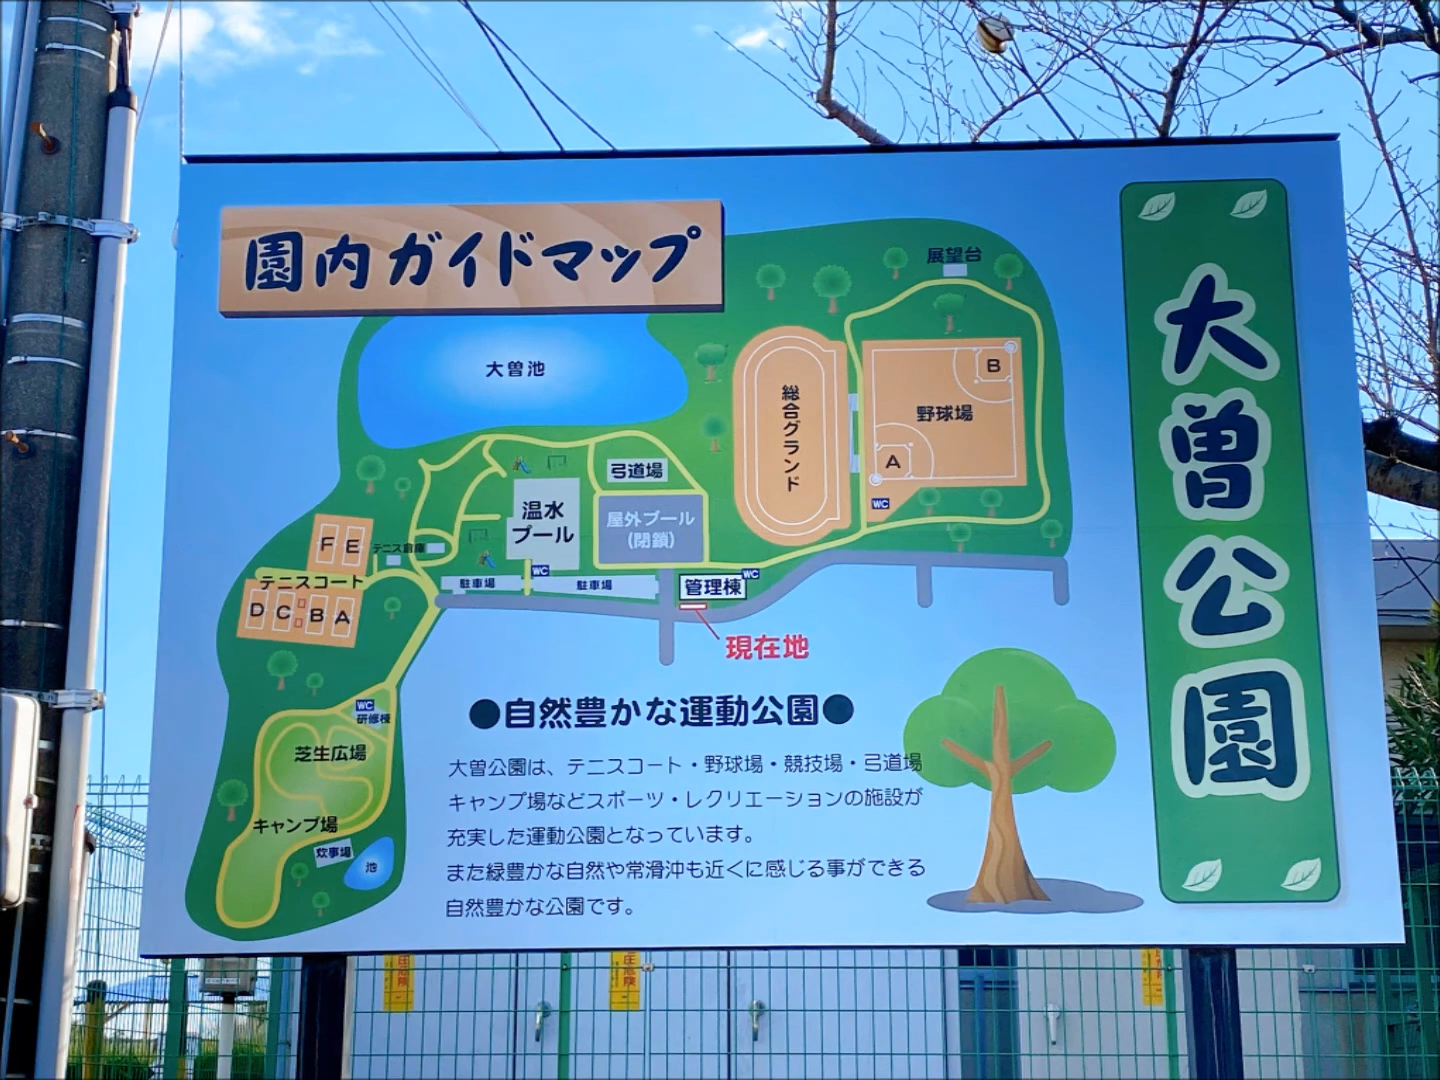 園内ガイドマップ
大曽公園
展望台
大曽池
総合グランド
野球場
B
A
WC
弓道場
温水
プール
屋外プール
(閉鎖)
F E
テニス倉庫
テニスコート
D C B A
駐車場
WC
駐車場
管理棟
WC
現在地
WC
研修棟
芝生広場
キャンプ場
炊事場
池
●自然豊かな運動公園●
大曽公園は、テニスコート・野球場・競技場・弓道場
キャンプ場などスポーツ・レクリエーションの施設が
充実した運動公園となっています。
また緑豊かな自然や常滑沖も近くに感じる事ができる
自然豊かな公園です。
圧危険
圧危険